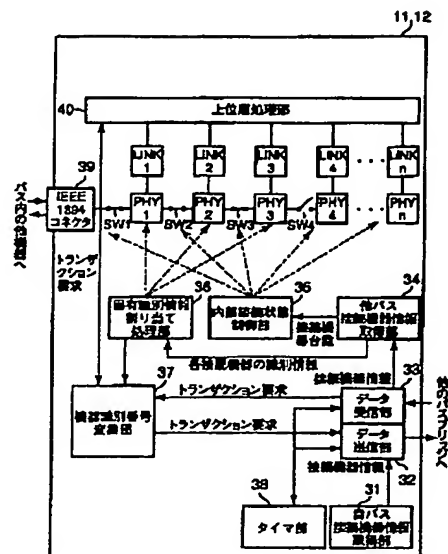 11,12
40
上位層処理部
39
LINK
1
LINK
2
LINK
3
LINK
4
LINK
n
IEEE
1394
コネクタ
PHY
1
PHY
2
PHY
3
PHY
4
PHY
n
SW1
SW2
SW3
SW4
トランザクション
要求
36
固有識別情報
割り当て
処理部
35
内部接続状態
制御部
34
他バス
接続機器情報
取得部
接続機
器台数
各接続機器の識別情報
37
機器識別番号
変換部
トランザクション要求
接続機器情報
33
データ
受信部
トランザクション要求
データ
送信部
32
接続機器情報
他のバスブリッジへ
38
タイマ部
31
自バス
接続機器情報
取得部